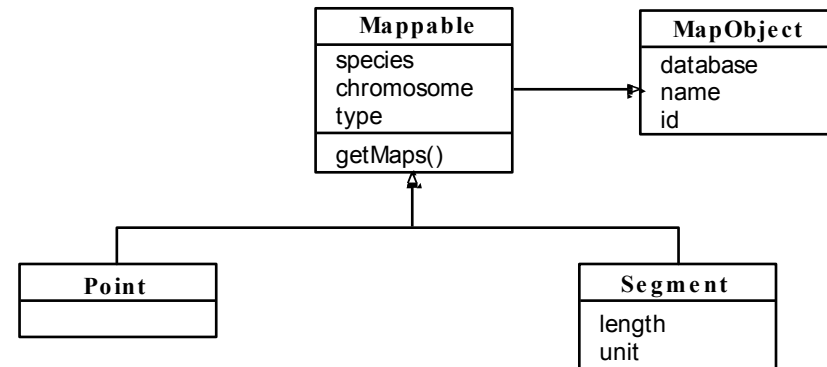 Mappable
species
chromosome
type
getMaps()
MapObject
database
name
id
Point
Segment
length
unit